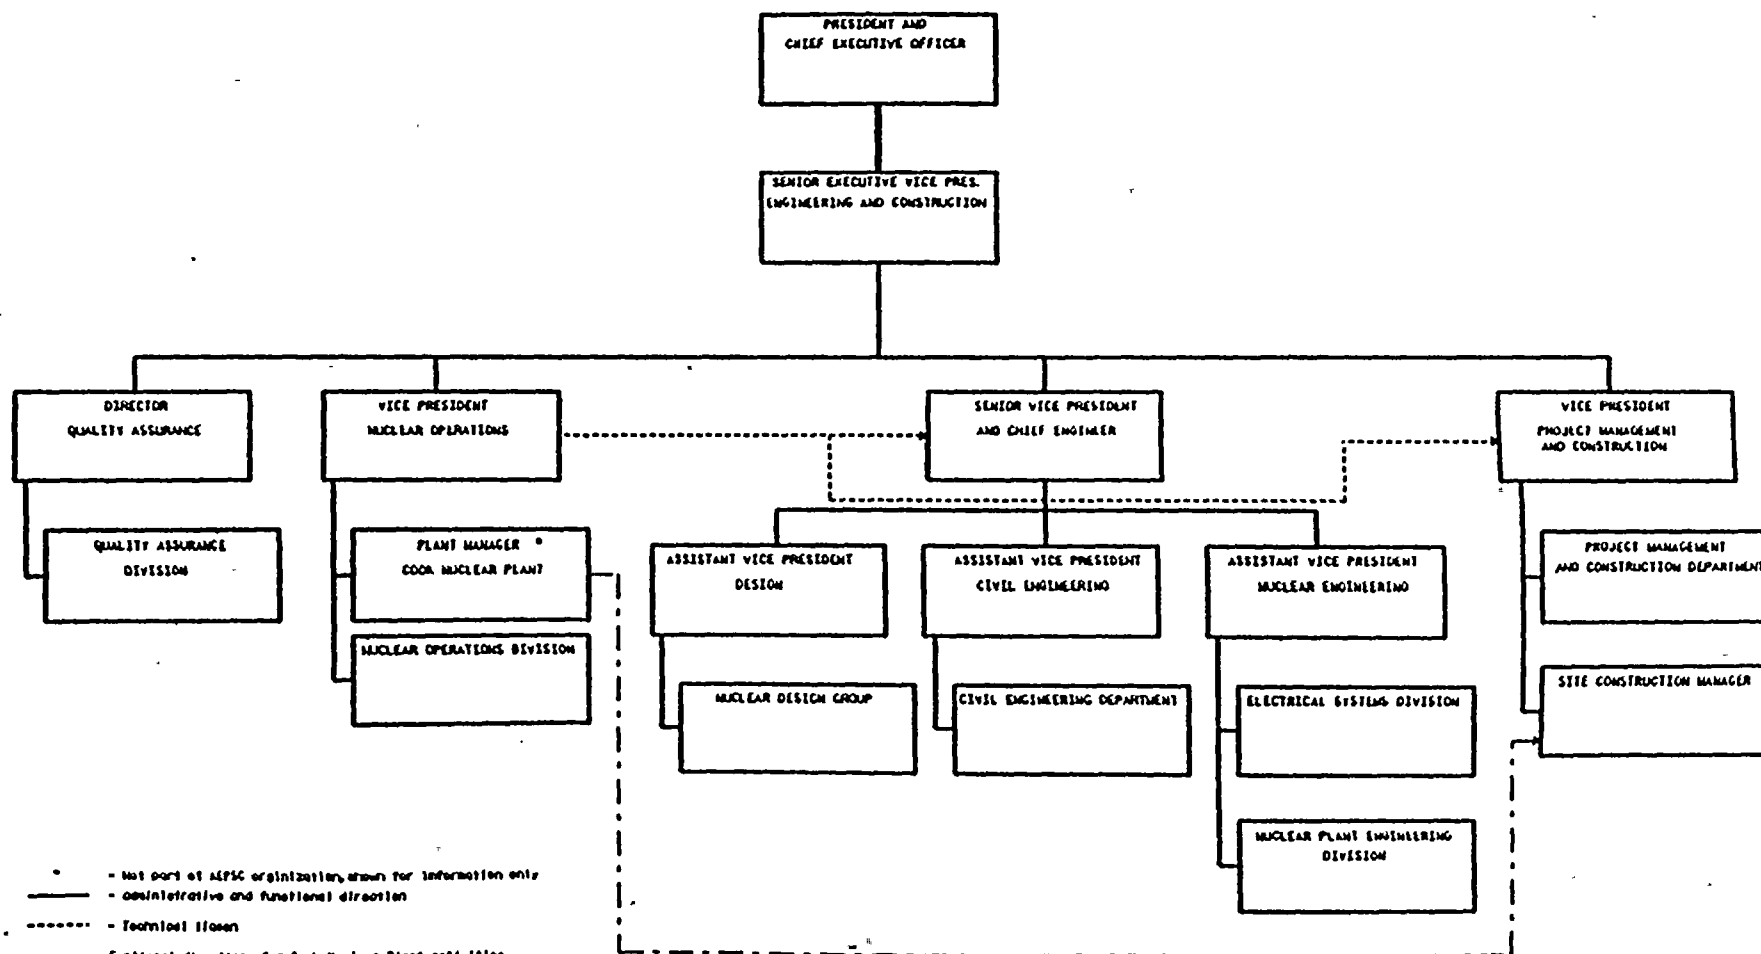 PRESIDENT AND
CHIEF EXECUTIVE OFFICER
SENIOR EXECUTIVE VICE PRES.
ENGINEERING AND CONSTRUCTION
DIRECTOR
QUALITY ASSURANCE
VICE PRESIDENT
NUCLEAR OPERATIONS
SENIOR VICE PRESIDENT
AND CHIEF ENGINEER
VICE PRESIDENT
PROJECT MANAGEMENT
AND CONSTRUCTION
QUALITY ASSURANCE
DIVISION
PLANT MANAGER *
COOK NUCLEAR PLANT
NUCLEAR OPERATIONS DIVISION
ASSISTANT VICE PRESIDENT
DESIGN
ASSISTANT VICE PRESIDENT
CIVIL ENGINEERING
ASSISTANT VICE PRESIDENT
NUCLEAR ENGINEERING
PROJECT MANAGEMENT
AND CONSTRUCTION DEPARTMENT
NUCLEAR DESIGN GROUP
CIVIL ENGINEERING DEPARTMENT
ELECTRICAL SYSTEMS DIVISION
SITE CONSTRUCTION MANAGER
NUCLEAR PLANT ENGINEERING
DIVISION
* - Not part of AEPSC orginization, shown for information only
- administrative and functional direction
- Technical liason